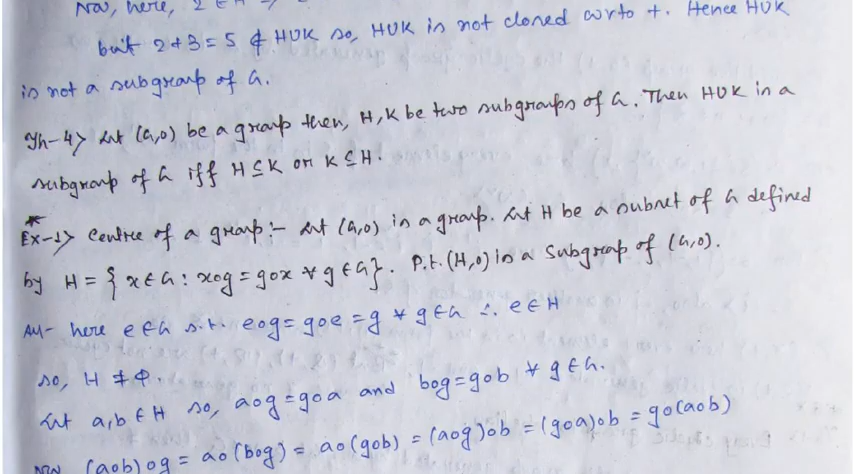 Now, here, 2 ∈ H →
but 2+3=5 ∉ HUK so, HUK is not closed w.r.to +. Hence HUK
is not a subgroup of G.
Th-4> Let (G,o) be a group then, H,K be two subgroups of G. Then HUK is a
subgroup of G iff H⊆K or K⊆H.
*
Ex-1> Centre of a group:- Let (G,o) is a group. Let H be a subset of G defined
by H = {x∈G : xog=gox ∀ g∈G}. P.t. (H,o) is a Subgroup of (G,o).
Ans- here e∈G s.t. eog=goe=g ∀ g∈G ∴ e∈H
so, H ≠ Φ.
Let a,b ∈ H so, aog=goa and bog=gob ∀ g∈G.
Now (aob)og = ao(bog) = ao(gob) = (aog)ob = (goa)ob = go(aob)